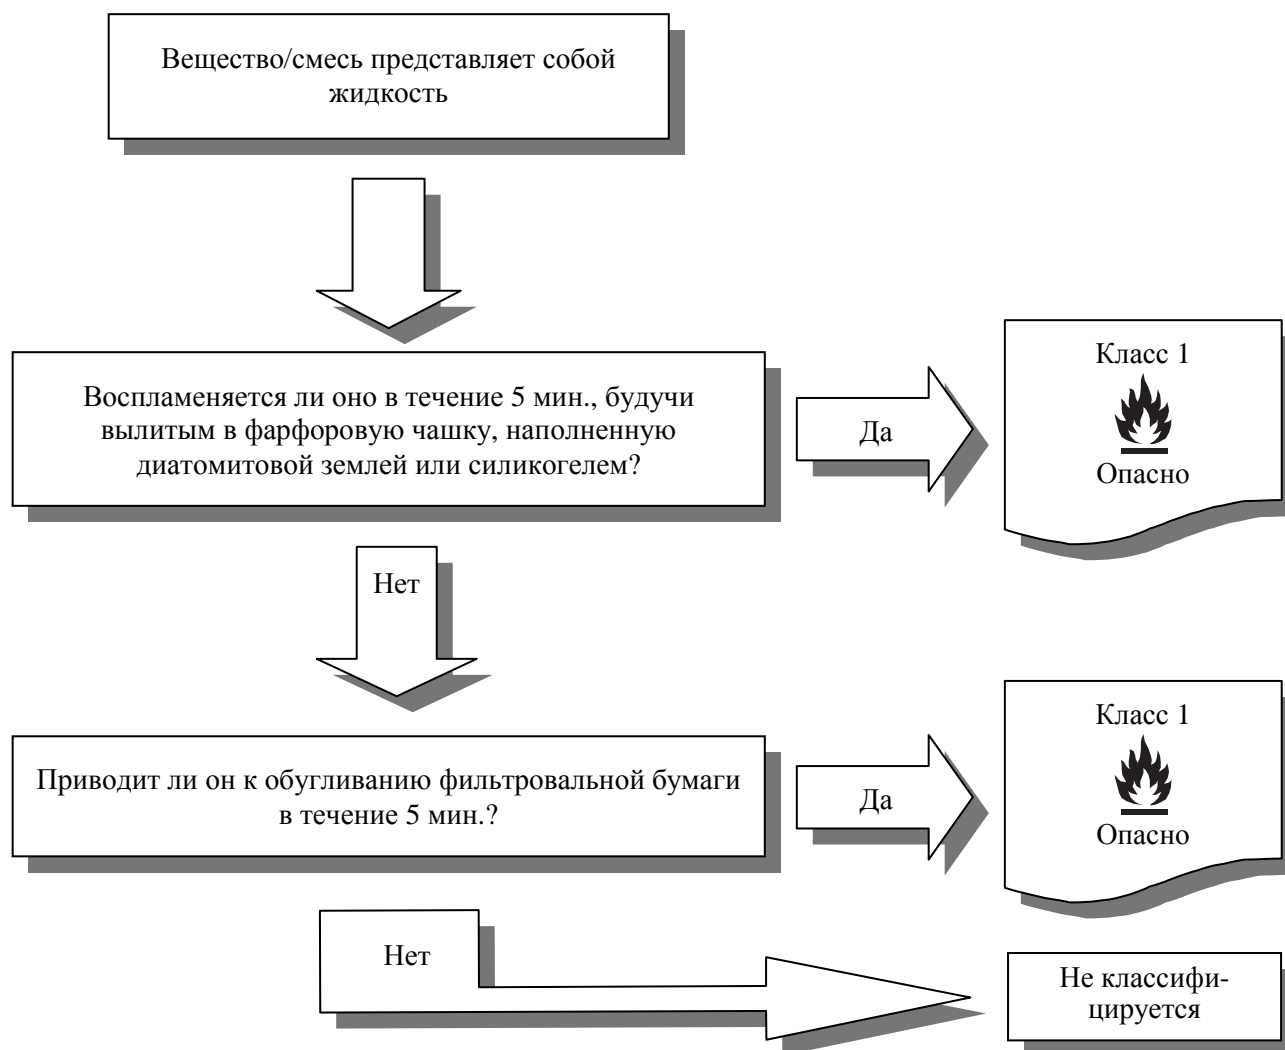 Вещество/смесь представляет собой
жидкость
Воспламеняется ли оно в течение 5 мин., будучи
вылитым в фарфоровую чашку, наполненную
диатомитовой землей или силикогелем?
Да
Класс 1
Опасно
Нет
Приводит ли он к обугливанию фильтровальной бумаги
в течение 5 мин.?
Да
Класс 1
Опасно
Нет
Не классифи-
цируется